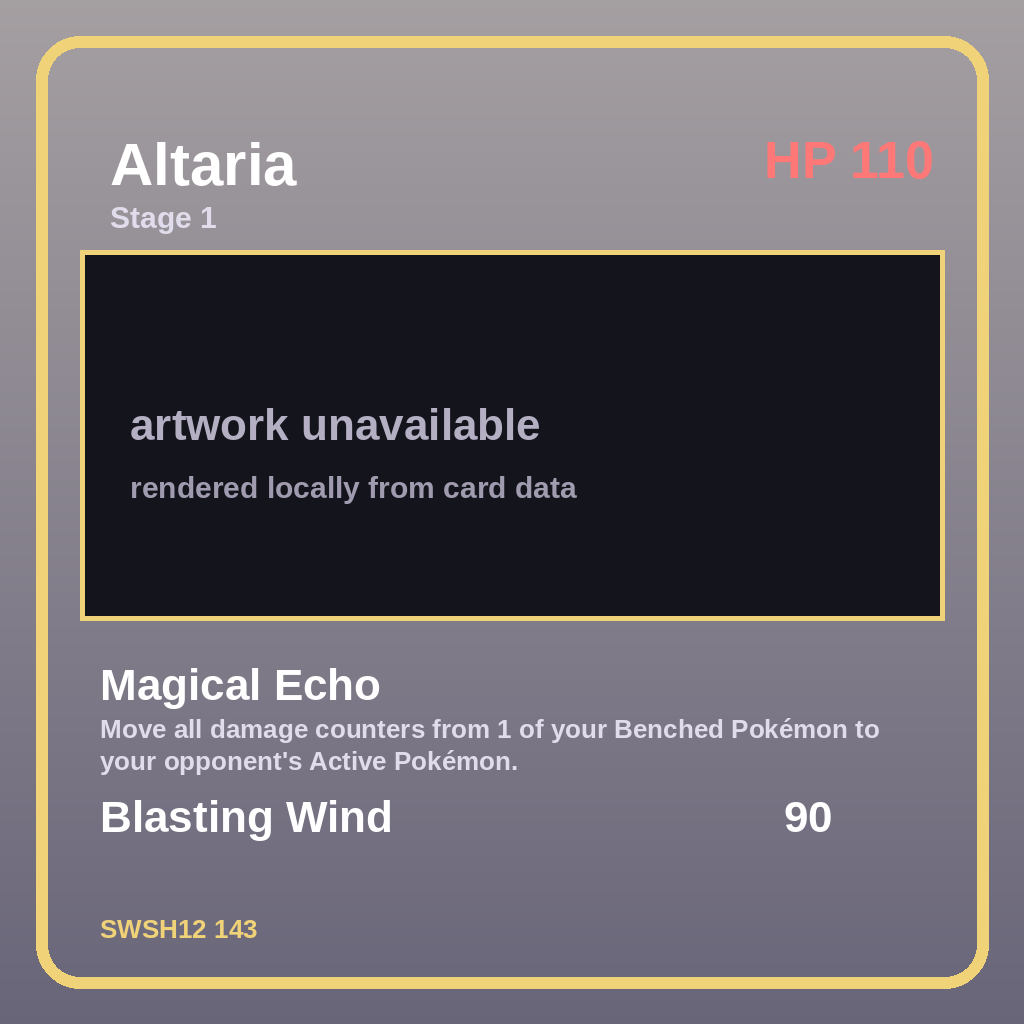 Altaria
HP 110
Stage 1
artwork unavailable
rendered locally from card data
Magical Echo
Move all damage counters from 1 of your Benched Pokémon to
your opponent's Active Pokémon.
Blasting Wind 90
SWSH12 143